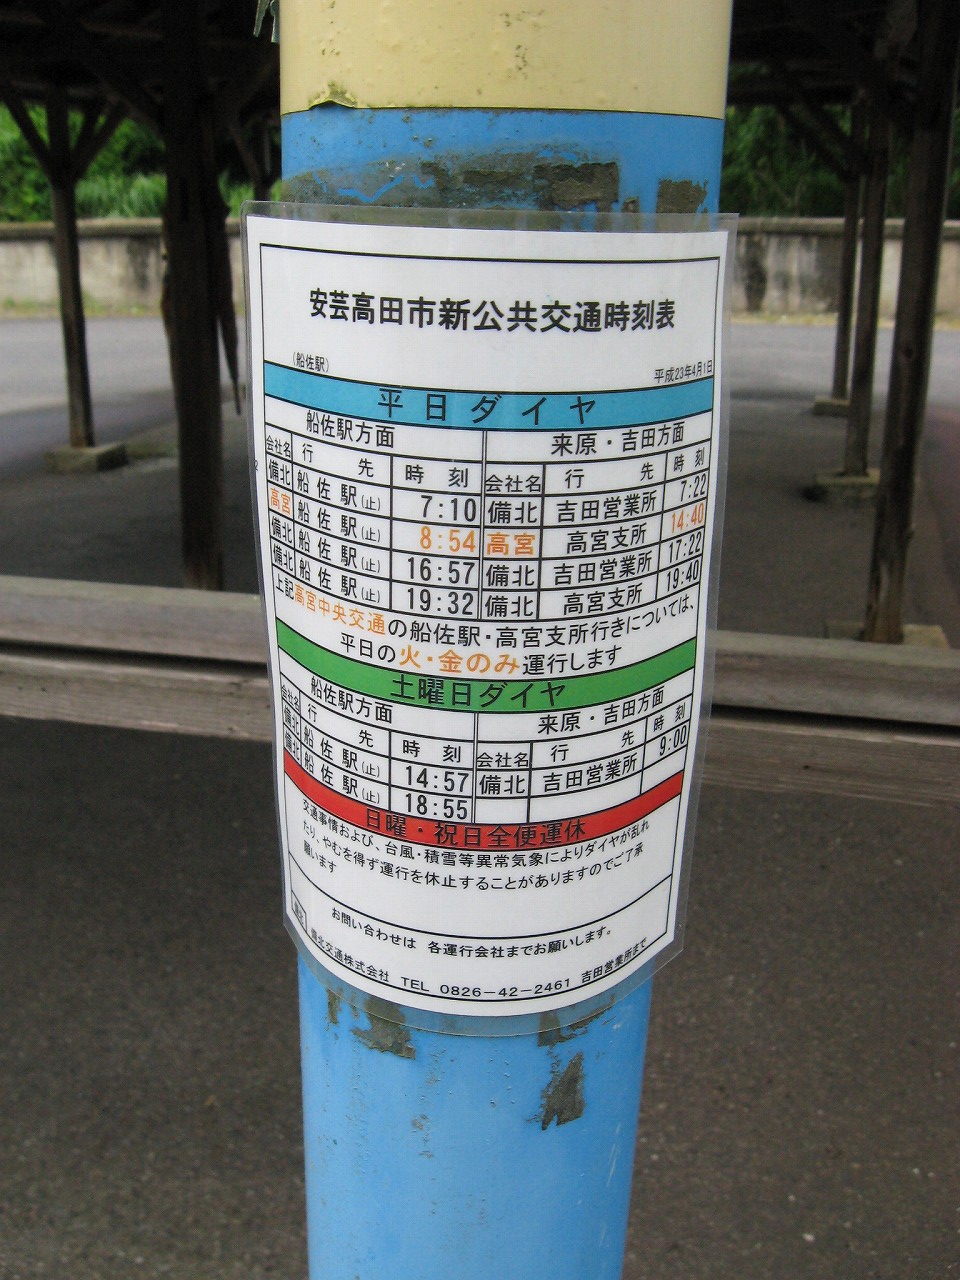 安芸高田市新公共交通時刻表
(船佐駅)
平成23年4月1日
平日ダイヤ
船佐駅方面 来原・吉田方面
会社名 行先 時刻 会社名 行先 時刻
備北 船佐駅(止) 7:10 備北 吉田営業所 7:22
高宮 船佐駅(止) 8:54 高宮 高宮支所 14:40
備北 船佐駅(止) 16:57 備北 吉田営業所 17:22
備北 船佐駅(止) 19:32 備北 高宮支所 19:40
上記高宮中央交通の船佐駅・高宮支所行きについては、
平日の火・金のみ運行します
土曜日ダイヤ
船佐駅方面 来原・吉田方面
会社名 行先 時刻 会社名 行先 時刻
備北 船佐駅(止) 14:57 備北 吉田営業所 9:00
備北 船佐駅(止) 18:55
日曜・祝日全便運休
交通事情および、台風・積雪等異常気象によりダイヤが乱れ
たり、やむを得ず運行を休止することがありますのでご了承
願います
お問い合わせは 各運行会社までお願いします。
備北交通株式会社 TEL 0826-42-2461 吉田営業所まで